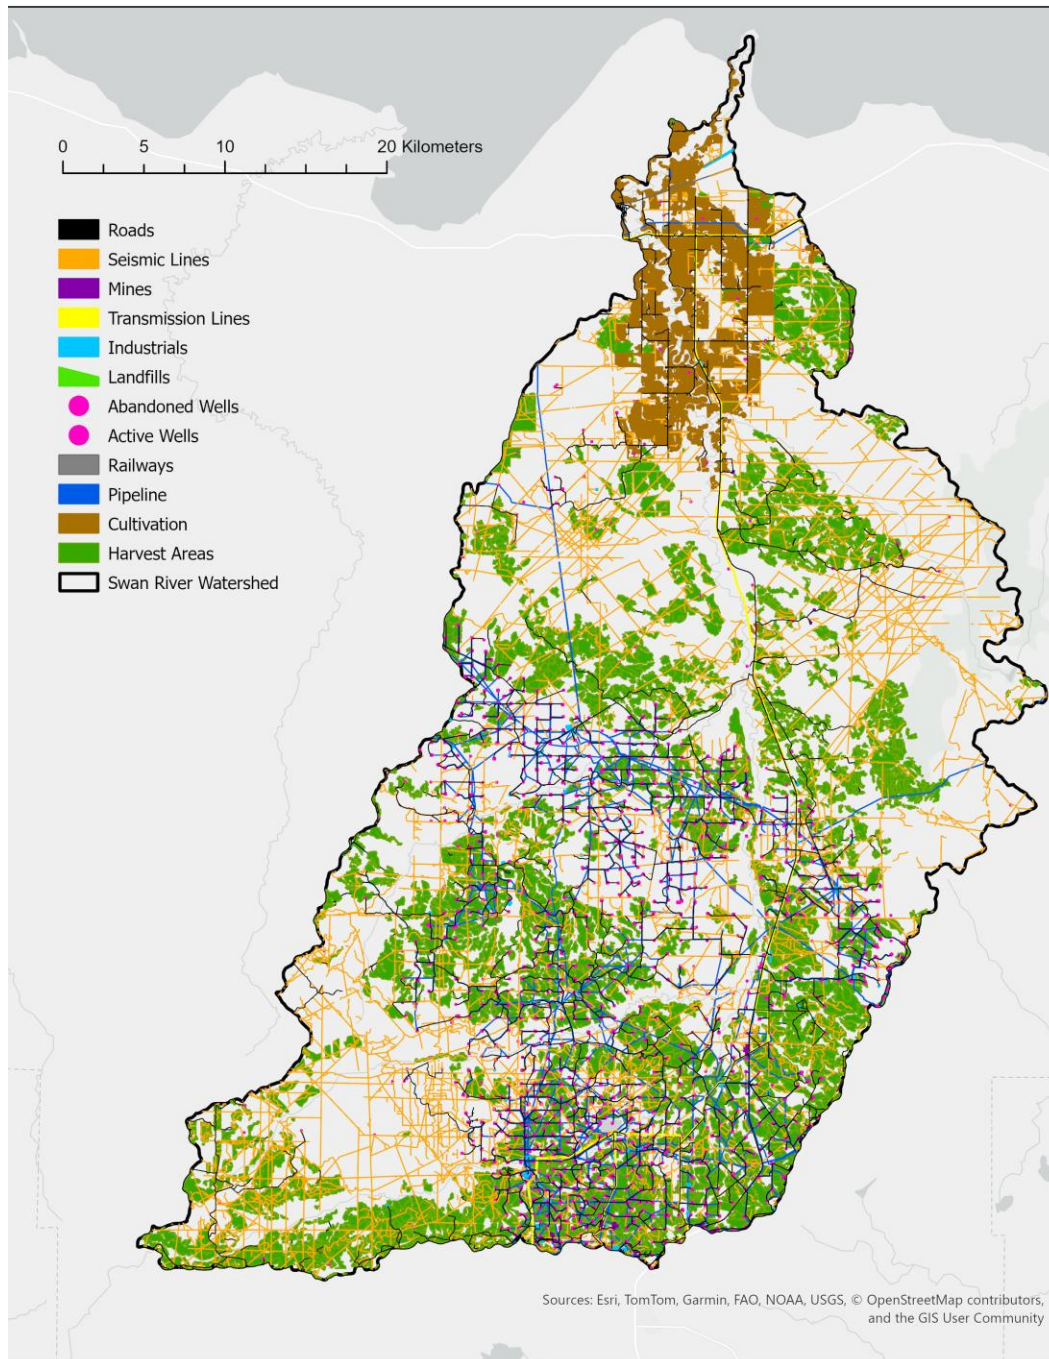 0 5 10 20 Kilometers
Roads
Seismic Lines
Mines
Transmission Lines
Industrials
Landfills
Abandoned Wells
Active Wells
Railways
Pipeline
Cultivation
Harvest Areas
Swan River Watershed
Sources: Esri, TomTom, Garmin, FAO, NOAA, USGS, © OpenStreetMap contributors,
and the GIS User Community